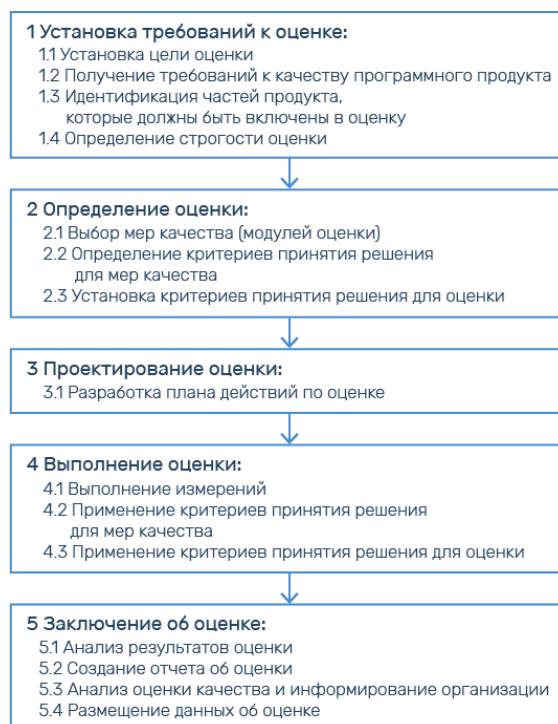 1 Установка требований к оценке:
1.1 Установка цели оценки
1.2 Получение требований к качеству программного продукта
1.3 Идентификация частей продукта,
которые должны быть включены в оценку
1.4 Определение строгости оценки
2 Определение оценки:
2.1 Выбор мер качества (модулей оценки)
2.2 Определение критериев принятия решения
для мер качества
2.3 Установка критериев принятия решения для оценки
3 Проектирование оценки:
3.1 Разработка плана действий по оценке
4 Выполнение оценки:
4.1 Выполнение измерений
4.2 Применение критериев принятия решения
для мер качества
4.3 Применение критериев принятия решения для оценки
5 Заключение об оценке:
5.1 Анализ результатов оценки
5.2 Создание отчета об оценке
5.3 Анализ оценки качества и информирование организации
5.4 Размещение данных об оценке